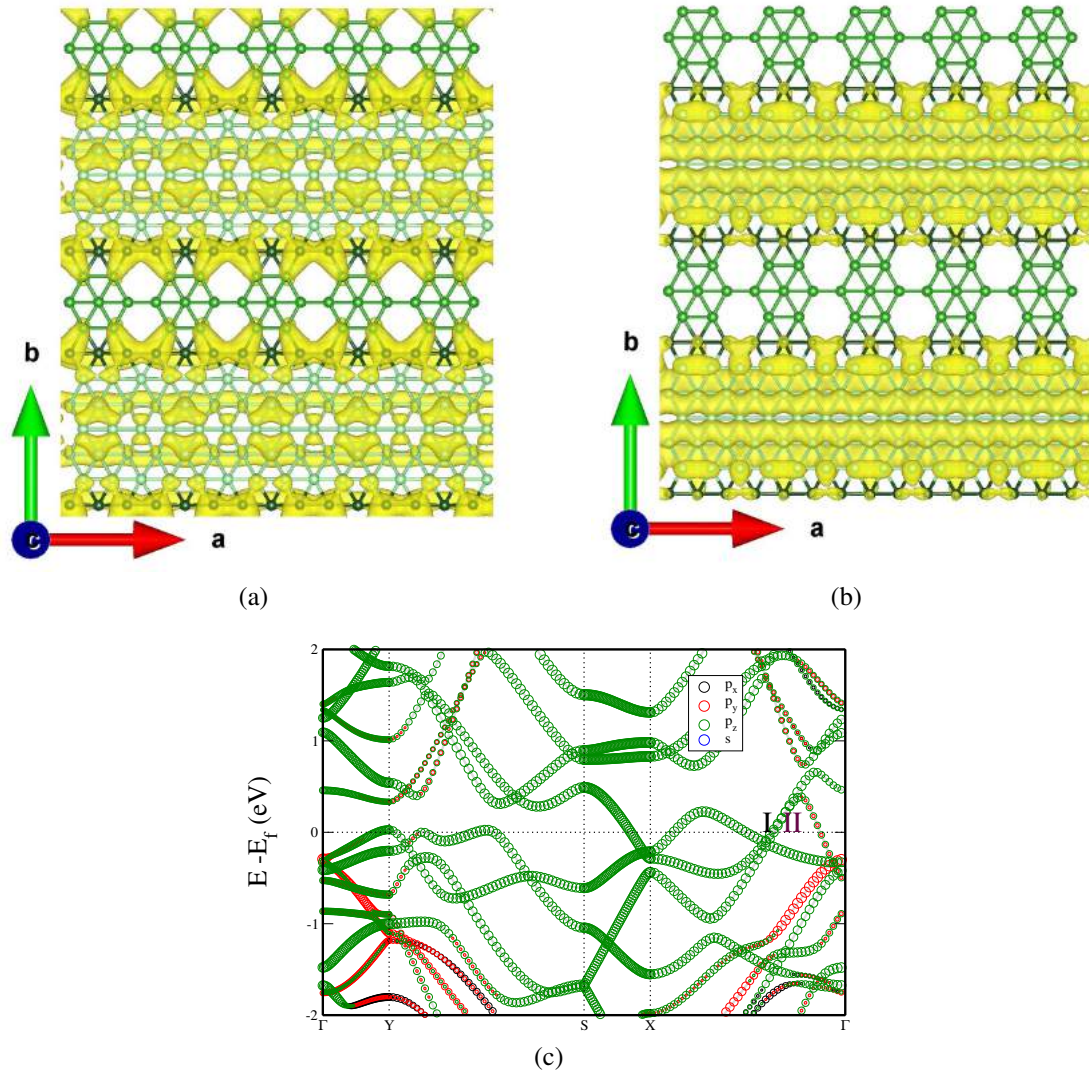 b
c
a
(a)
b
c
a
(b)
E -E_f (eV)
2
1
0
-1
-2
p_x
p_y
p_z
s
I II
Γ Y S X Γ
(c)